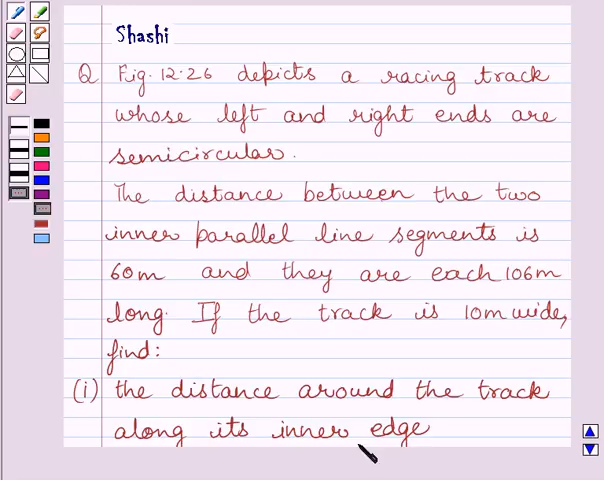 Shashi
Q Fig. 12.26 depicts a racing track
whose left and right ends are
semicircular.
The distance between the two
inner parallel line segments is
60m and they are each 106m
long. If the track is 10m wide,
find:
(i) the distance around the track
along its inner edge